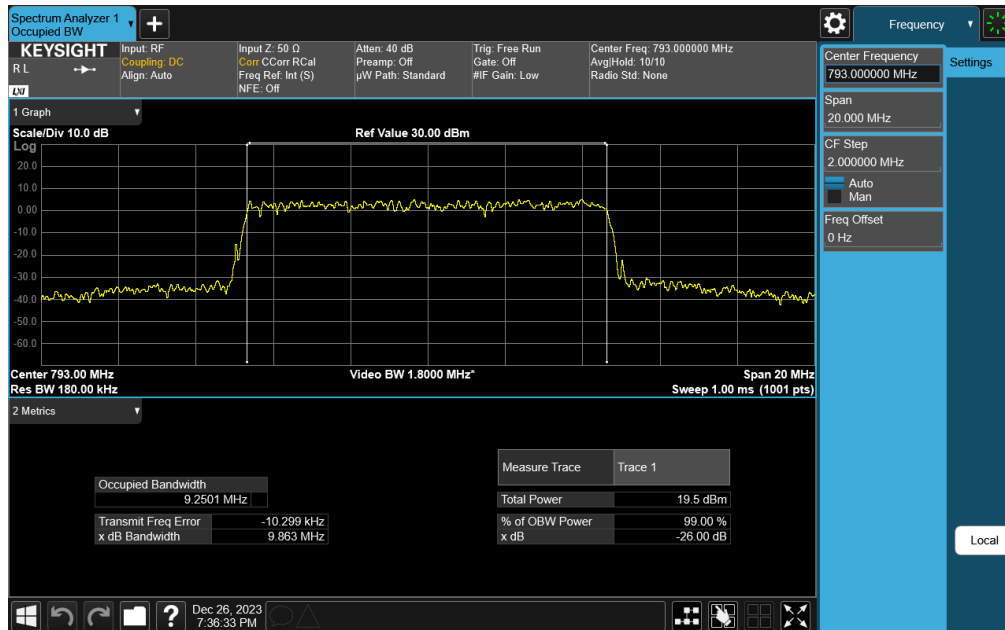 Spectrum Analyzer 1
Occupied BW
Frequency
KEYSIGHT
R L
LXI
Input: RF
Coupling: DC
Align: Auto
Input Z: 50 Ω
Corr CCorr RCal
Freq Ref: Int (S)
NFE: Off
Atten: 40 dB
Preamp: Off
µW Path: Standard
Trig: Free Run
Gate: Off
#IF Gain: Low
Center Freq: 793.000000 MHz
Avg|Hold: 10/10
Radio Std: None
Center Frequency
793.000000 MHz
Settings
Span
20.000 MHz
CF Step
2.000000 MHz
Auto
Man
Freq Offset
0 Hz
1 Graph
Scale/Div 10.0 dB
Ref Value 30.00 dBm
Log
20.0
10.0
0.00
-10.0
-20.0
-30.0
-40.0
-50.0
-60.0
Center 793.00 MHz
Video BW 1.8000 MHz*
Span 20 MHz
Res BW 180.00 kHz
Sweep 1.00 ms (1001 pts)
2 Metrics
Measure Trace Trace 1
Occupied Bandwidth
9.2501 MHz
Total Power 19.5 dBm
Transmit Freq Error -10.299 kHz
% of OBW Power 99.00 %
x dB Bandwidth 9.863 MHz
x dB -26.00 dB
Local
?
Dec 26, 2023
7:36:33 PM